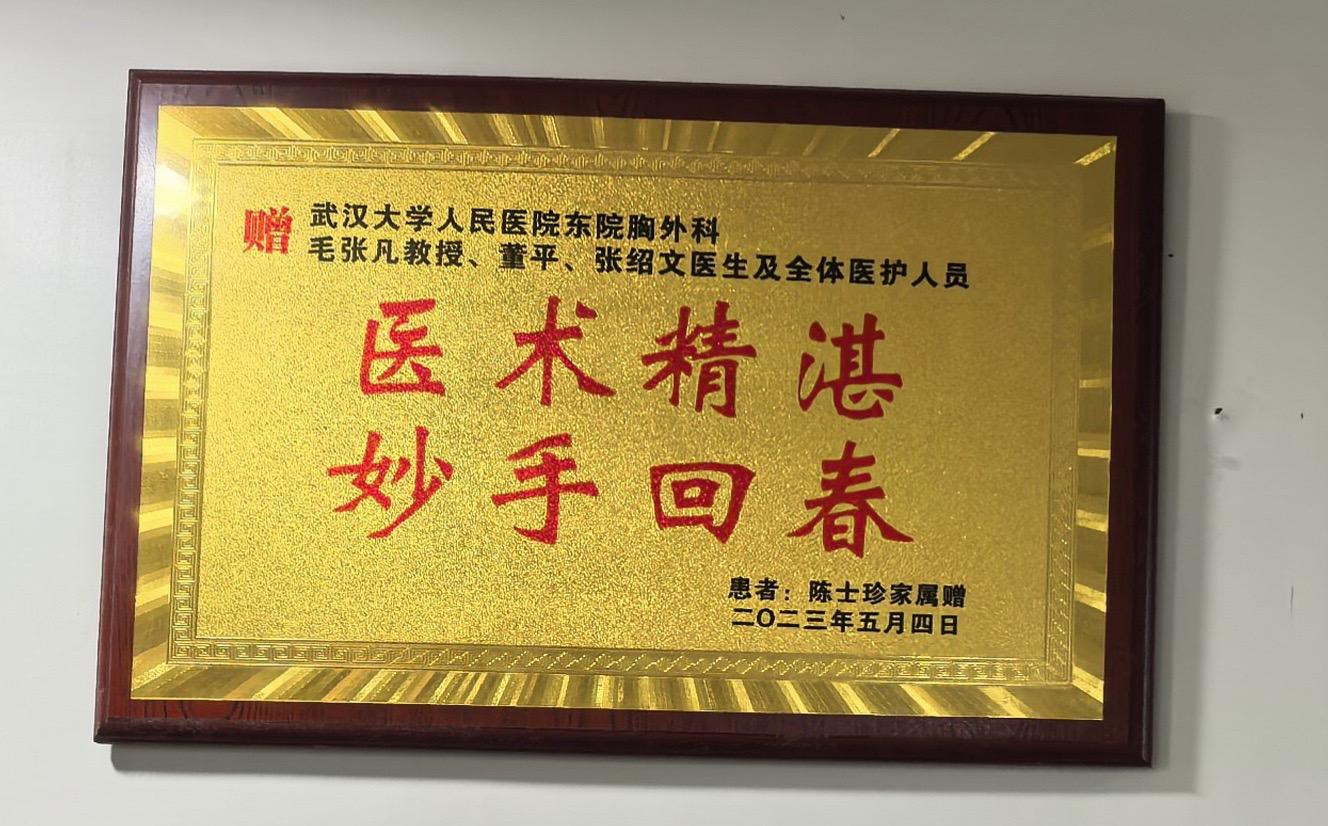 赠 武汉大学人民医院东院胸外科
毛张凡教授、董平、张绍文医生及全体医护人员
医术精湛
妙手回春
患者：陈士珍家属赠
二〇二三年五月四日